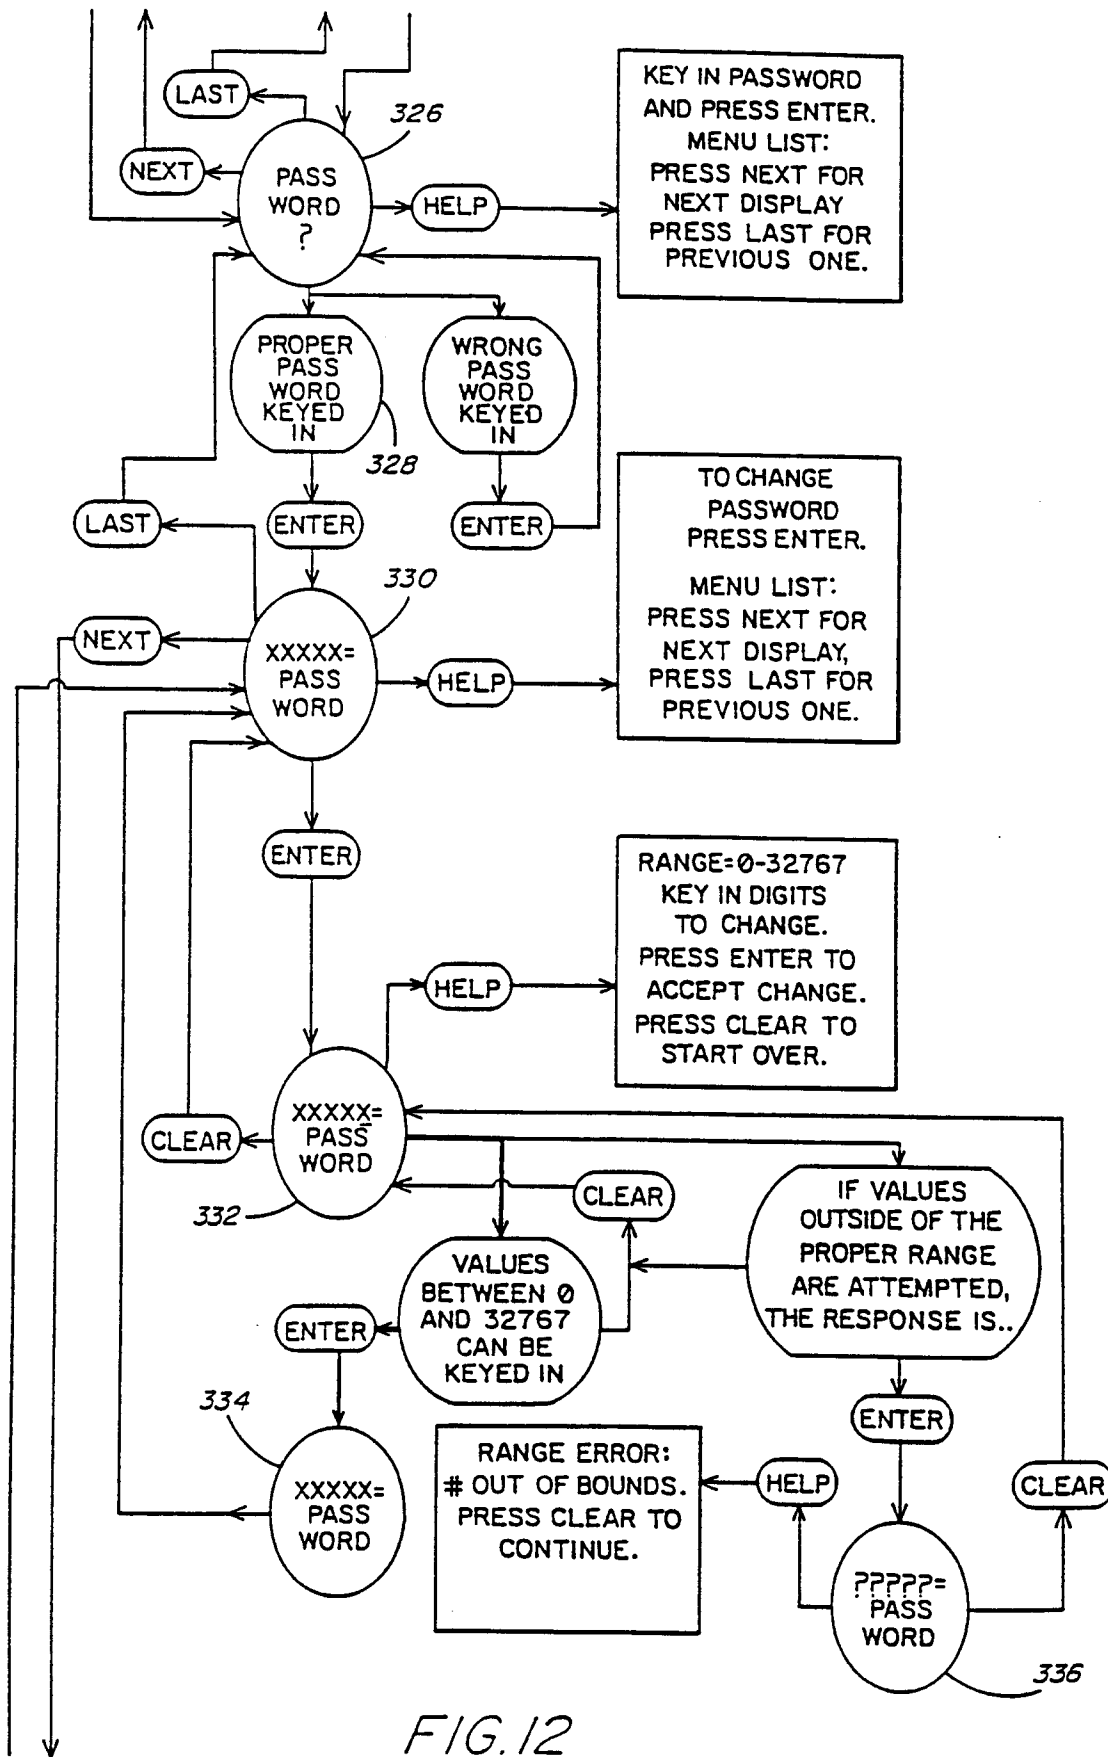 LAST
NEXT
326
PASS
WORD
?
HELP
KEY IN PASSWORD
AND PRESS ENTER.
MENU LIST:
PRESS NEXT FOR
NEXT DISPLAY
PRESS LAST FOR
PREVIOUS ONE.
PROPER
PASS
WORD
KEYED
IN
328
WRONG
PASS
WORD
KEYED
IN
LAST
ENTER
ENTER
TO CHANGE
PASSWORD
PRESS ENTER.
MENU LIST:
PRESS NEXT FOR
NEXT DISPLAY,
PRESS LAST FOR
PREVIOUS ONE.
330
NEXT
XXXXX=
PASS
WORD
HELP
ENTER
RANGE=0-32767
KEY IN DIGITS
TO CHANGE.
PRESS ENTER TO
ACCEPT CHANGE.
PRESS CLEAR TO
START OVER.
HELP
CLEAR
XXXXX=
PASS
WORD
332
CLEAR
IF VALUES
OUTSIDE OF THE
PROPER RANGE
ARE ATTEMPTED,
THE RESPONSE IS..
VALUES
BETWEEN 0
AND 32767
CAN BE
KEYED IN
ENTER
334
XXXXX=
PASS
WORD
ENTER
RANGE ERROR:
# OUT OF BOUNDS.
PRESS CLEAR TO
CONTINUE.
HELP
CLEAR
?????=
PASS
WORD
336
FIG.12